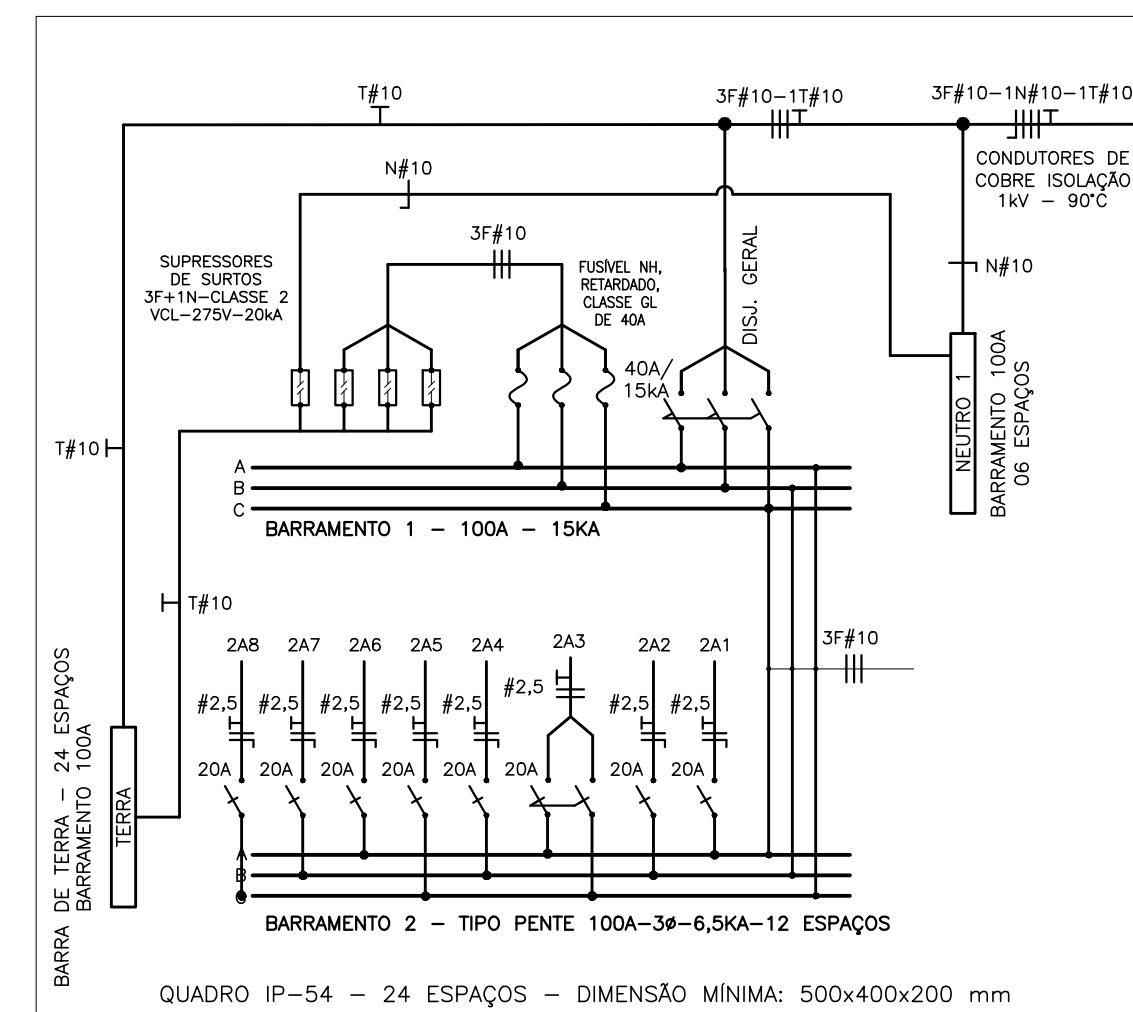 T#10
3F#10-1T#10
3F#10-1N#10-1T#10
CONDUTORES DE
COBRE ISOLAÇÃO
1kV - 90°C
N#10
3F#10
SUPRESSORES
DE SURTOS
3F+1N-CLASSE 2
VCL-275V-20kA
FUSÍVEL NH,
RETARDADO,
CLASSE GL
DE 40A
DISJ. GERAL
40A/
15kA
N#10
NEUTRO 1
BARRAMENTO 100A
06 ESPAÇOS
T#10
A
B
C
BARRAMENTO 1 - 100A - 15KA
T#10
3F#10
2A8
2A7
2A6
2A5
2A4
2A3
2A2
2A1
#2,5
#2,5
#2,5
#2,5
#2,5
#2,5
#2,5
#2,5
20A
20A
20A
20A
20A
20A
20A
20A
BARRA DE TERRA - 24 ESPAÇOS
BARRAMENTO 100A
TERRA
A
B
C
BARRAMENTO 2 - TIPO PENTE 100A-3ø-6,5KA-12 ESPAÇOS
QUADRO IP-54 - 24 ESPAÇOS - DIMENSÃO MÍNIMA: 500x400x200 mm